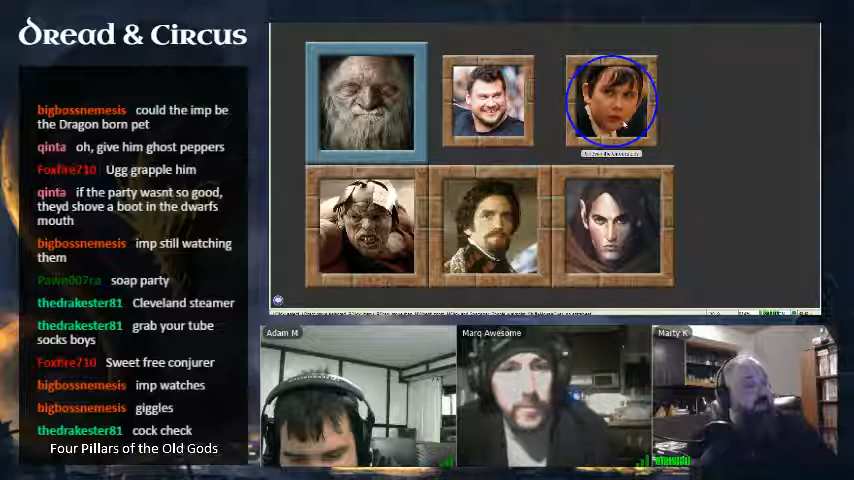 Dread & Circus
bigbossnemesis could the imp be
the Dragon born pet
qinta oh, give him ghost peppers
Foxfire710 Ugg grapple him
qinta if the party wasnt so good,
theyd shove a boot in the dwarfs
mouth
bigbossnemesis imp still watching
them
soap party
thedrakester81 Cleveland steamer
thedrakester81 grab your tube
socks boys
Foxfire710 Sweet free conjurer
bigbossnemesis imp watches
bigbossnemesis giggles
thedrakester81 cock check
Four Pillars of the Old Gods
Adam M
Marq Awesome
Marty K